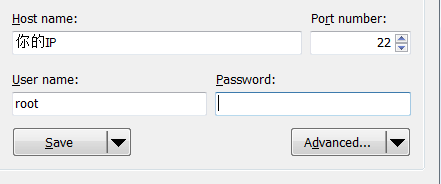 Host name:
Port number:
你的IP
22
User name:
Password:
root
Save
Advanced...